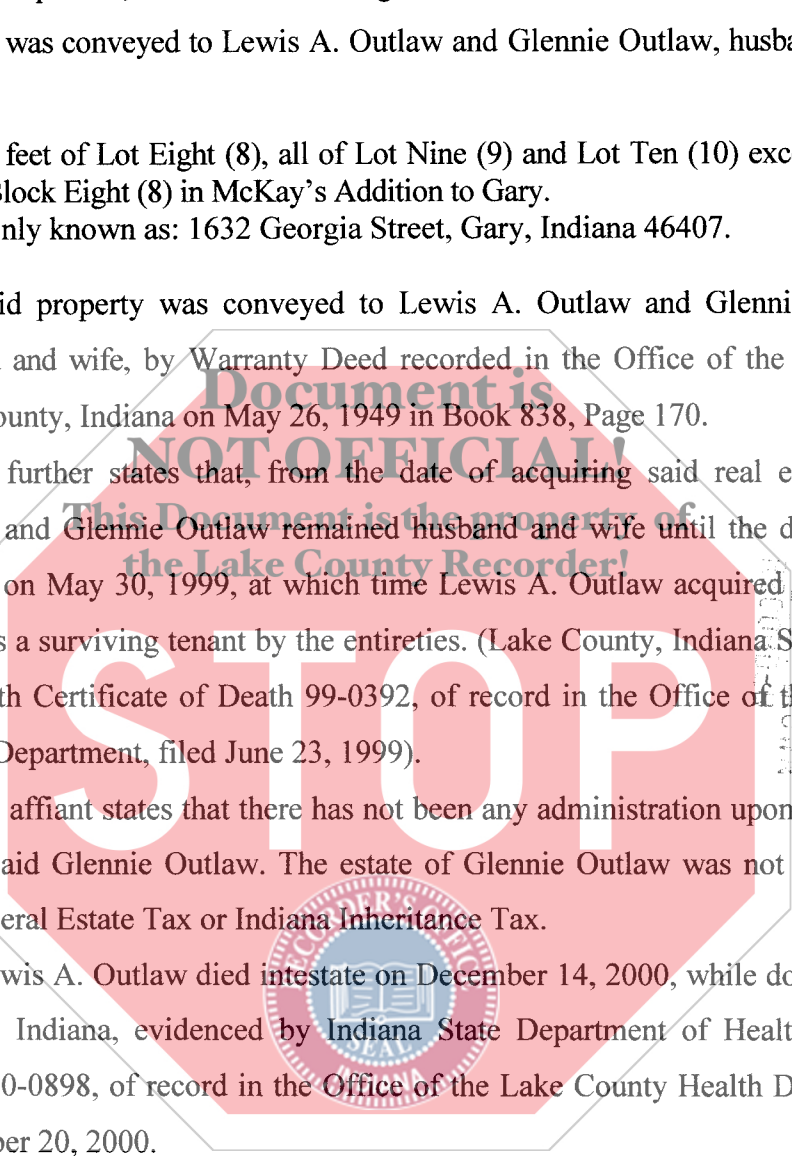 was conveyed to Lewis A. Outlaw and Glennie Outlaw, husba
feet of Lot Eight (8), all of Lot Nine (9) and Lot Ten (10) exc
Block Eight (8) in McKay's Addition to Gary.
nly known as: 1632 Georgia Street, Gary, Indiana 46407.
id property was conveyed to Lewis A. Outlaw and Glenni
and wife, by Warranty Deed recorded in the Office of the
Document is
ounty, Indiana on May 26, 1949 in Book 838, Page 170.
NOT OFFICIAL!
further states that, from the date of acquiring said real e
This Document is the property of
and Glennie Outlaw remained husband and wife until the d
the Lake County Recorder!
on May 30, 1999, at which time Lewis A. Outlaw acquired
s a surviving tenant by the entireties. (Lake County, Indiana S
th Certificate of Death 99-0392, of record in the Office of t
STOP
Department, filed June 23, 1999).
affiant states that there has not been any administration upon
aid Glennie Outlaw. The estate of Glennie Outlaw was not
eral Estate Tax or Indiana Inheritance Tax.
RECORDER'S OFFICE
wis A. Outlaw died intestate on December 14, 2000, while do
Indiana, evidenced by Indiana State Department of Healt
SEAL
INDIANA
0-0898, of record in the Office of the Lake County Health D
ber 20, 2000.